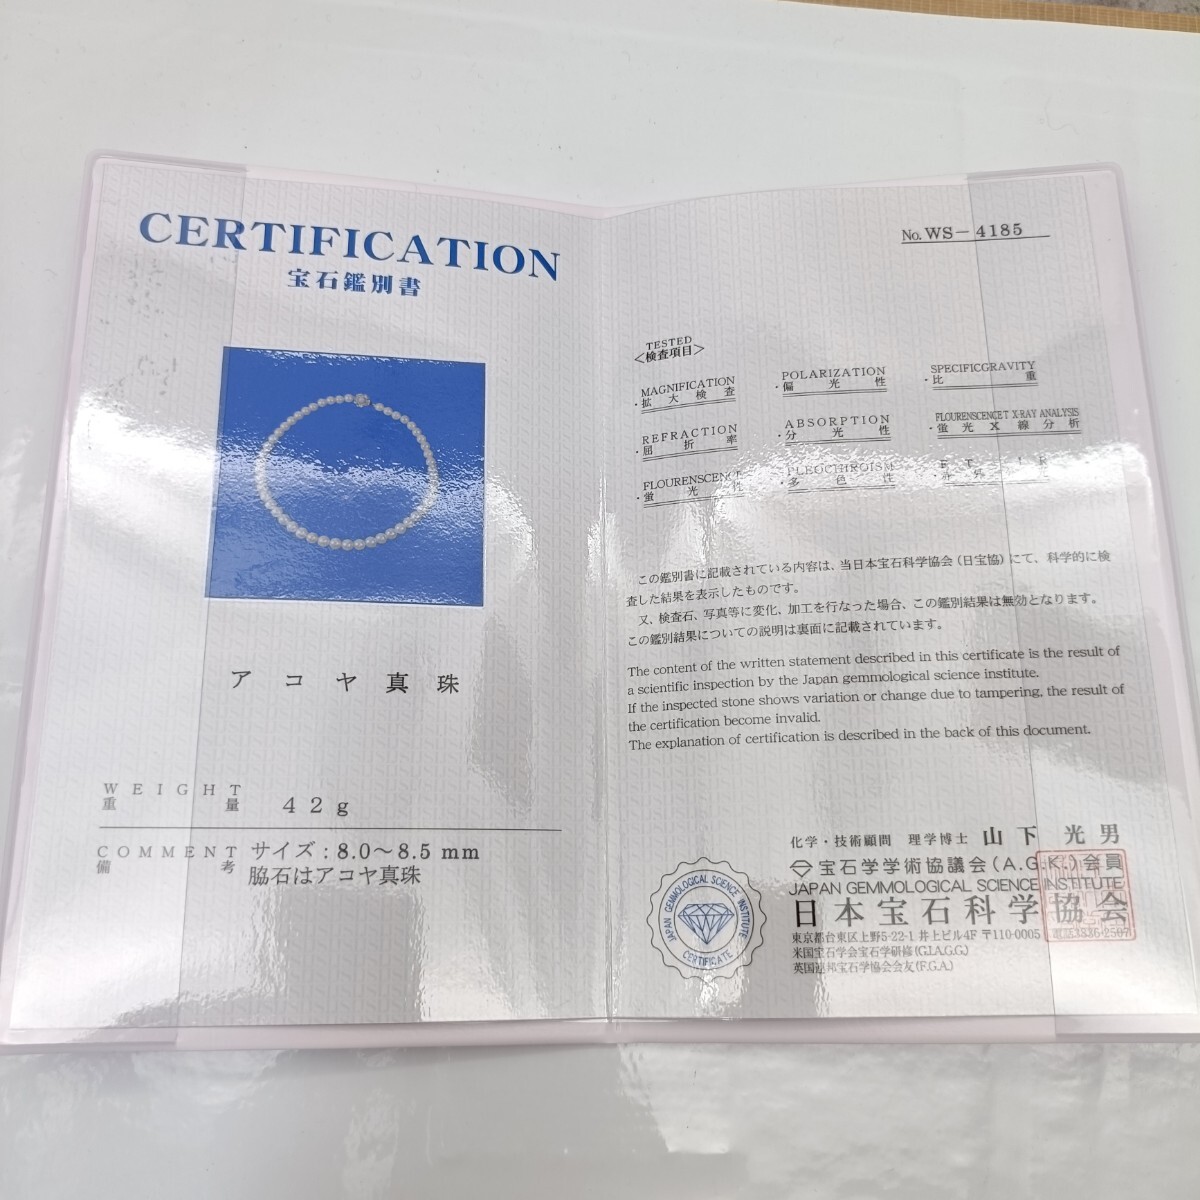 CERTIFICATION
宝石鑑別書
アコヤ真珠
WEIGHT
重量 42g
COMMENT サイズ:8.0〜8.5 mm
備考 脇石はアコヤ真珠
No. WS-4185
TESTED
<検査項目>
MAGNIFICATION
・拡大検査
POLARIZATION
・偏光性
SPECIFICGRAVITY
・比重
REFRACTION
・屈折率
ABSORPTION
・分光性
FLOURENSCENCET X-RAY ANALYSIS
・蛍光X線分析
FLOURENSCENCE
・蛍光性
PLEOCHROISM
・多色性
この鑑別書に記載されている内容は、当日本宝石科学協会(日宝協)にて、科学的に検
査した結果を表示したものです。
又、検査石、写真等に変化、加工を行なった場合、この鑑別結果は無効となります。
この鑑別結果についての説明は裏面に記載されています。
The content of the written statement described in this certificate is the result of
a scientific inspection by the Japan gemmological science institute.
If the inspected stone shows variation or change due to tampering, the result of
the certification become invalid.
The explanation of certification is described in the back of this document.
化学・技術顧問 理学博士 山下光男
宝石学学術協議会(A.G.K.)会員
JAPAN GEMMOLOGICAL SCIENCE INSTITUTE
日本宝石科学協会
東京都台東区上野5-22-1 井上ビル4F 〒110-0005
米国宝石学会宝石学研修(G.I.A.G.G.)
英国連邦宝石学協会会友(F.G.A.)
JAPAN GEMMOLOGICAL SCIENCE INSTITUTE
CERTIFICATE